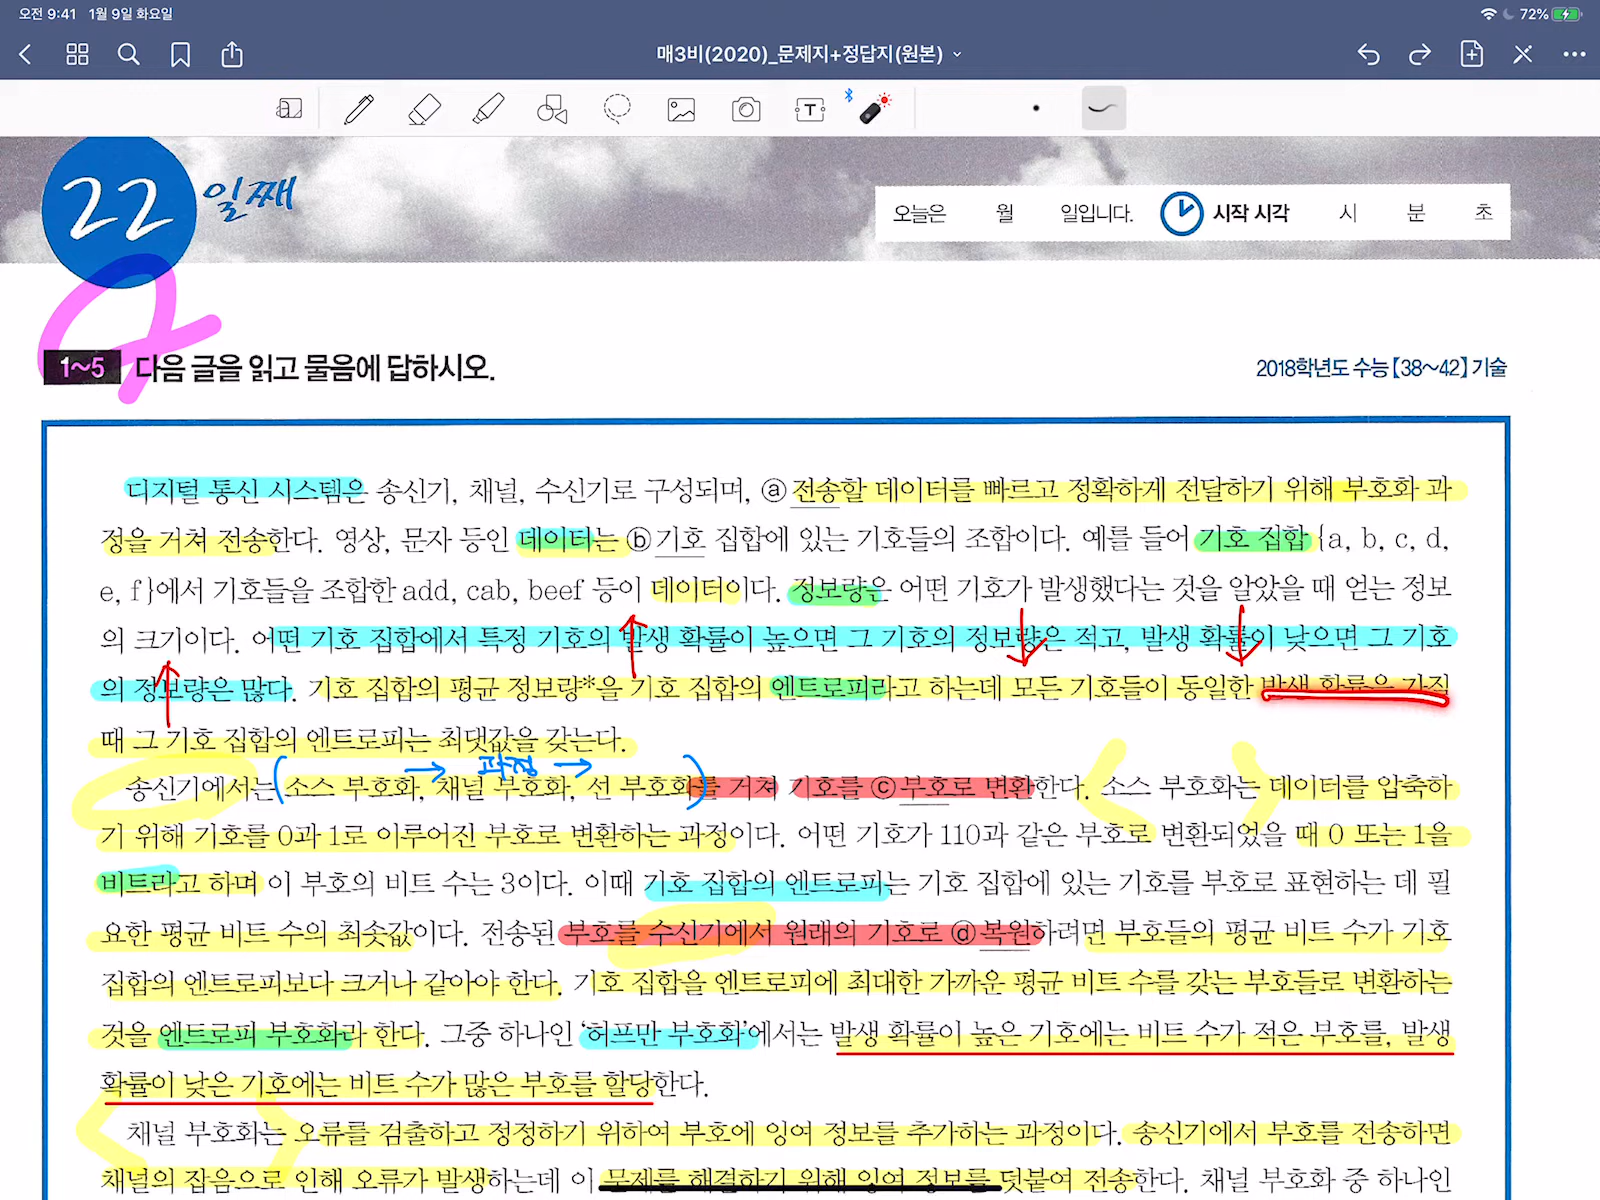 오전 9:41 1월 9일 화요일
72%
매3비(2020)_문제지+정답지(원본)
22 일째
오늘은 월 일입니다. 시작 시각 시 분 초
1~5 다음 글을 읽고 물음에 답하시오.
2018학년도 수능【38~42】기술
디지털 통신 시스템은 송신기, 채널, 수신기로 구성되며, ⓐ전송할 데이터를 빠르고 정확하게 전달하기 위해 부호화 과
정을 거쳐 전송한다. 영상, 문자 등인 데이터는 ⓑ기호 집합에 있는 기호들의 조합이다. 예를 들어 기호 집합 {a, b, c, d,
e, f}에서 기호들을 조합한 add, cab, beef 등이 데이터이다. 정보량은 어떤 기호가 발생했다는 것을 알았을 때 얻는 정보
의 크기이다. 어떤 기호 집합에서 특정 기호의 발생 확률이 높으면 그 기호의 정보량은 적고, 발생 확률이 낮으면 그 기호
의 정보량은 많다. 기호 집합의 평균 정보량*을 기호 집합의 엔트로피라고 하는데 모든 기호들이 동일한 발생 확률을 가질
때 그 기호 집합의 엔트로피는 최댓값을 갖는다.
과정
송신기에서는 소스 부호화, 채널 부호화, 선 부호화를 거쳐 기호를 ⓒ부호로 변환한다. 소스 부호화는 데이터를 압축하
기 위해 기호를 0과 1로 이루어진 부호로 변환하는 과정이다. 어떤 기호가 110과 같은 부호로 변환되었을 때 0 또는 1을
비트라고 하며 이 부호의 비트 수는 3이다. 이때 기호 집합의 엔트로피는 기호 집합에 있는 기호를 부호로 표현하는 데 필
요한 평균 비트 수의 최솟값이다. 전송된 부호를 수신기에서 원래의 기호로 ⓓ복원하려면 부호들의 평균 비트 수가 기호
집합의 엔트로피보다 크거나 같아야 한다. 기호 집합을 엔트로피에 최대한 가까운 평균 비트 수를 갖는 부호들로 변환하는
것을 엔트로피 부호화라 한다. 그중 하나인 '허프만 부호화'에서는 발생 확률이 높은 기호에는 비트 수가 적은 부호를, 발생
확률이 낮은 기호에는 비트 수가 많은 부호를 할당한다.
채널 부호화는 오류를 검출하고 정정하기 위하여 부호에 잉여 정보를 추가하는 과정이다. 송신기에서 부호를 전송하면
채널의 잡음으로 인해 오류가 발생하는데 이 문제를 해결하기 위해 잉여 정보를 덧붙여 전송한다. 채널 부호화 중 하나인